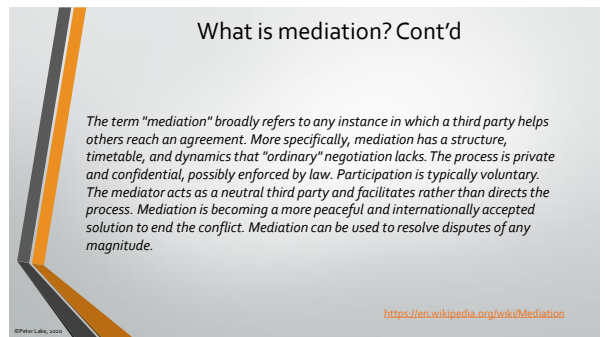 What is mediation? Cont'd
The term "mediation" broadly refers to any instance in which a third party helps
others reach an agreement. More specifically, mediation has a structure,
timetable, and dynamics that "ordinary" negotiation lacks. The process is private
and confidential, possibly enforced by law. Participation is typically voluntary.
The mediator acts as a neutral third party and facilitates rather than directs the
process. Mediation is becoming a more peaceful and internationally accepted
solution to end the conflict. Mediation can be used to resolve disputes of any
magnitude.
https://en.wikipedia.org/wiki/Mediation
©Peter Lake, 2020